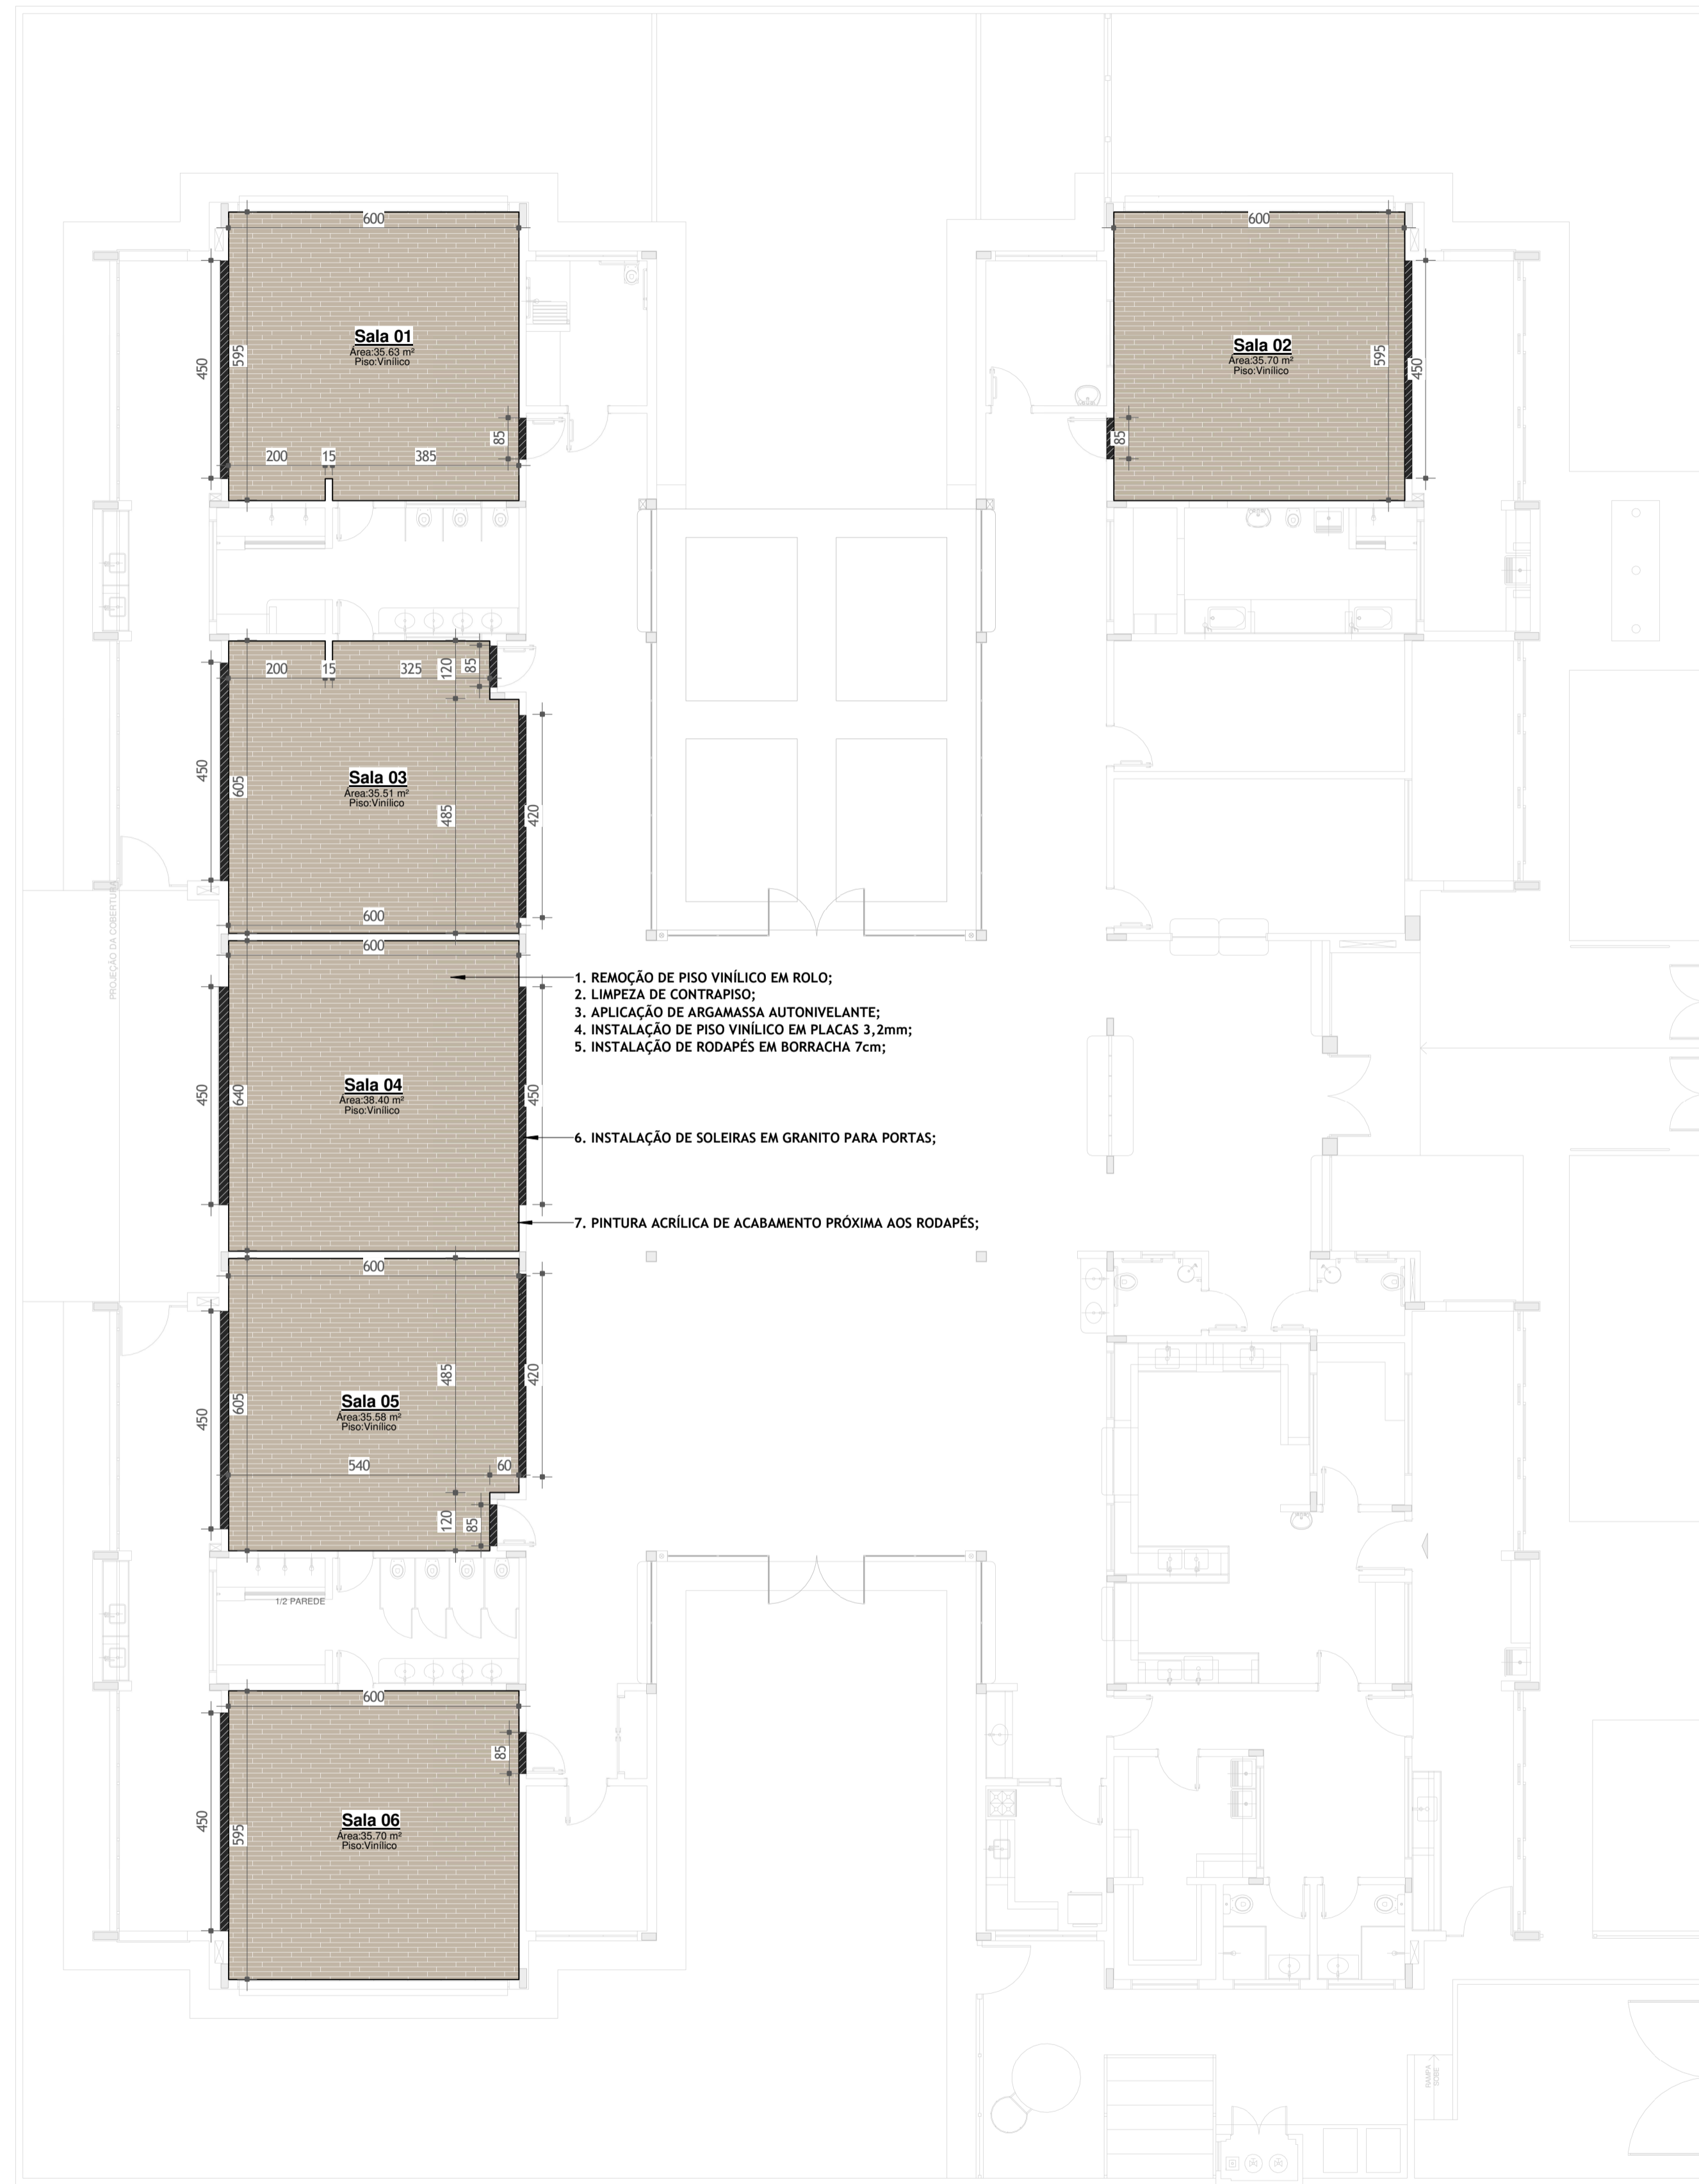 600
600
Sala 01
Área:35.63 m²
Piso:Vinílico
595
450
85
200
15
385
Sala 02
Área:35.70 m²
Piso:Vinílico
595
450
85
200
15
325
120
85
450
605
Sala 03
Área:35.51 m²
Piso:Vinílico
485
420
600
PROJEÇÃO DA COBERTURA
600
1. REMOÇÃO DE PISO VINÍLICO EM ROLO;
2. LIMPEZA DE CONTRAPISO;
3. APLICAÇÃO DE ARGAMASSA AUTONIVELANTE;
4. INSTALAÇÃO DE PISO VINÍLICO EM PLACAS 3,2mm;
5. INSTALAÇÃO DE RODAPÉS EM BORRACHA 7cm;
450
640
Sala 04
Área:38.40 m²
Piso:Vinílico
450
6. INSTALAÇÃO DE SOLEIRAS EM GRANITO PARA PORTAS;
7. PINTURA ACRÍLICA DE ACABAMENTO PRÓXIMA AOS RODAPÉS;
600
485
420
450
605
Sala 05
Área:35.58 m²
Piso:Vinílico
540
60
120
85
1/2 PAREDE
600
85
450
595
Sala 06
Área:35.70 m²
Piso:Vinílico
RAMPA
SOBE